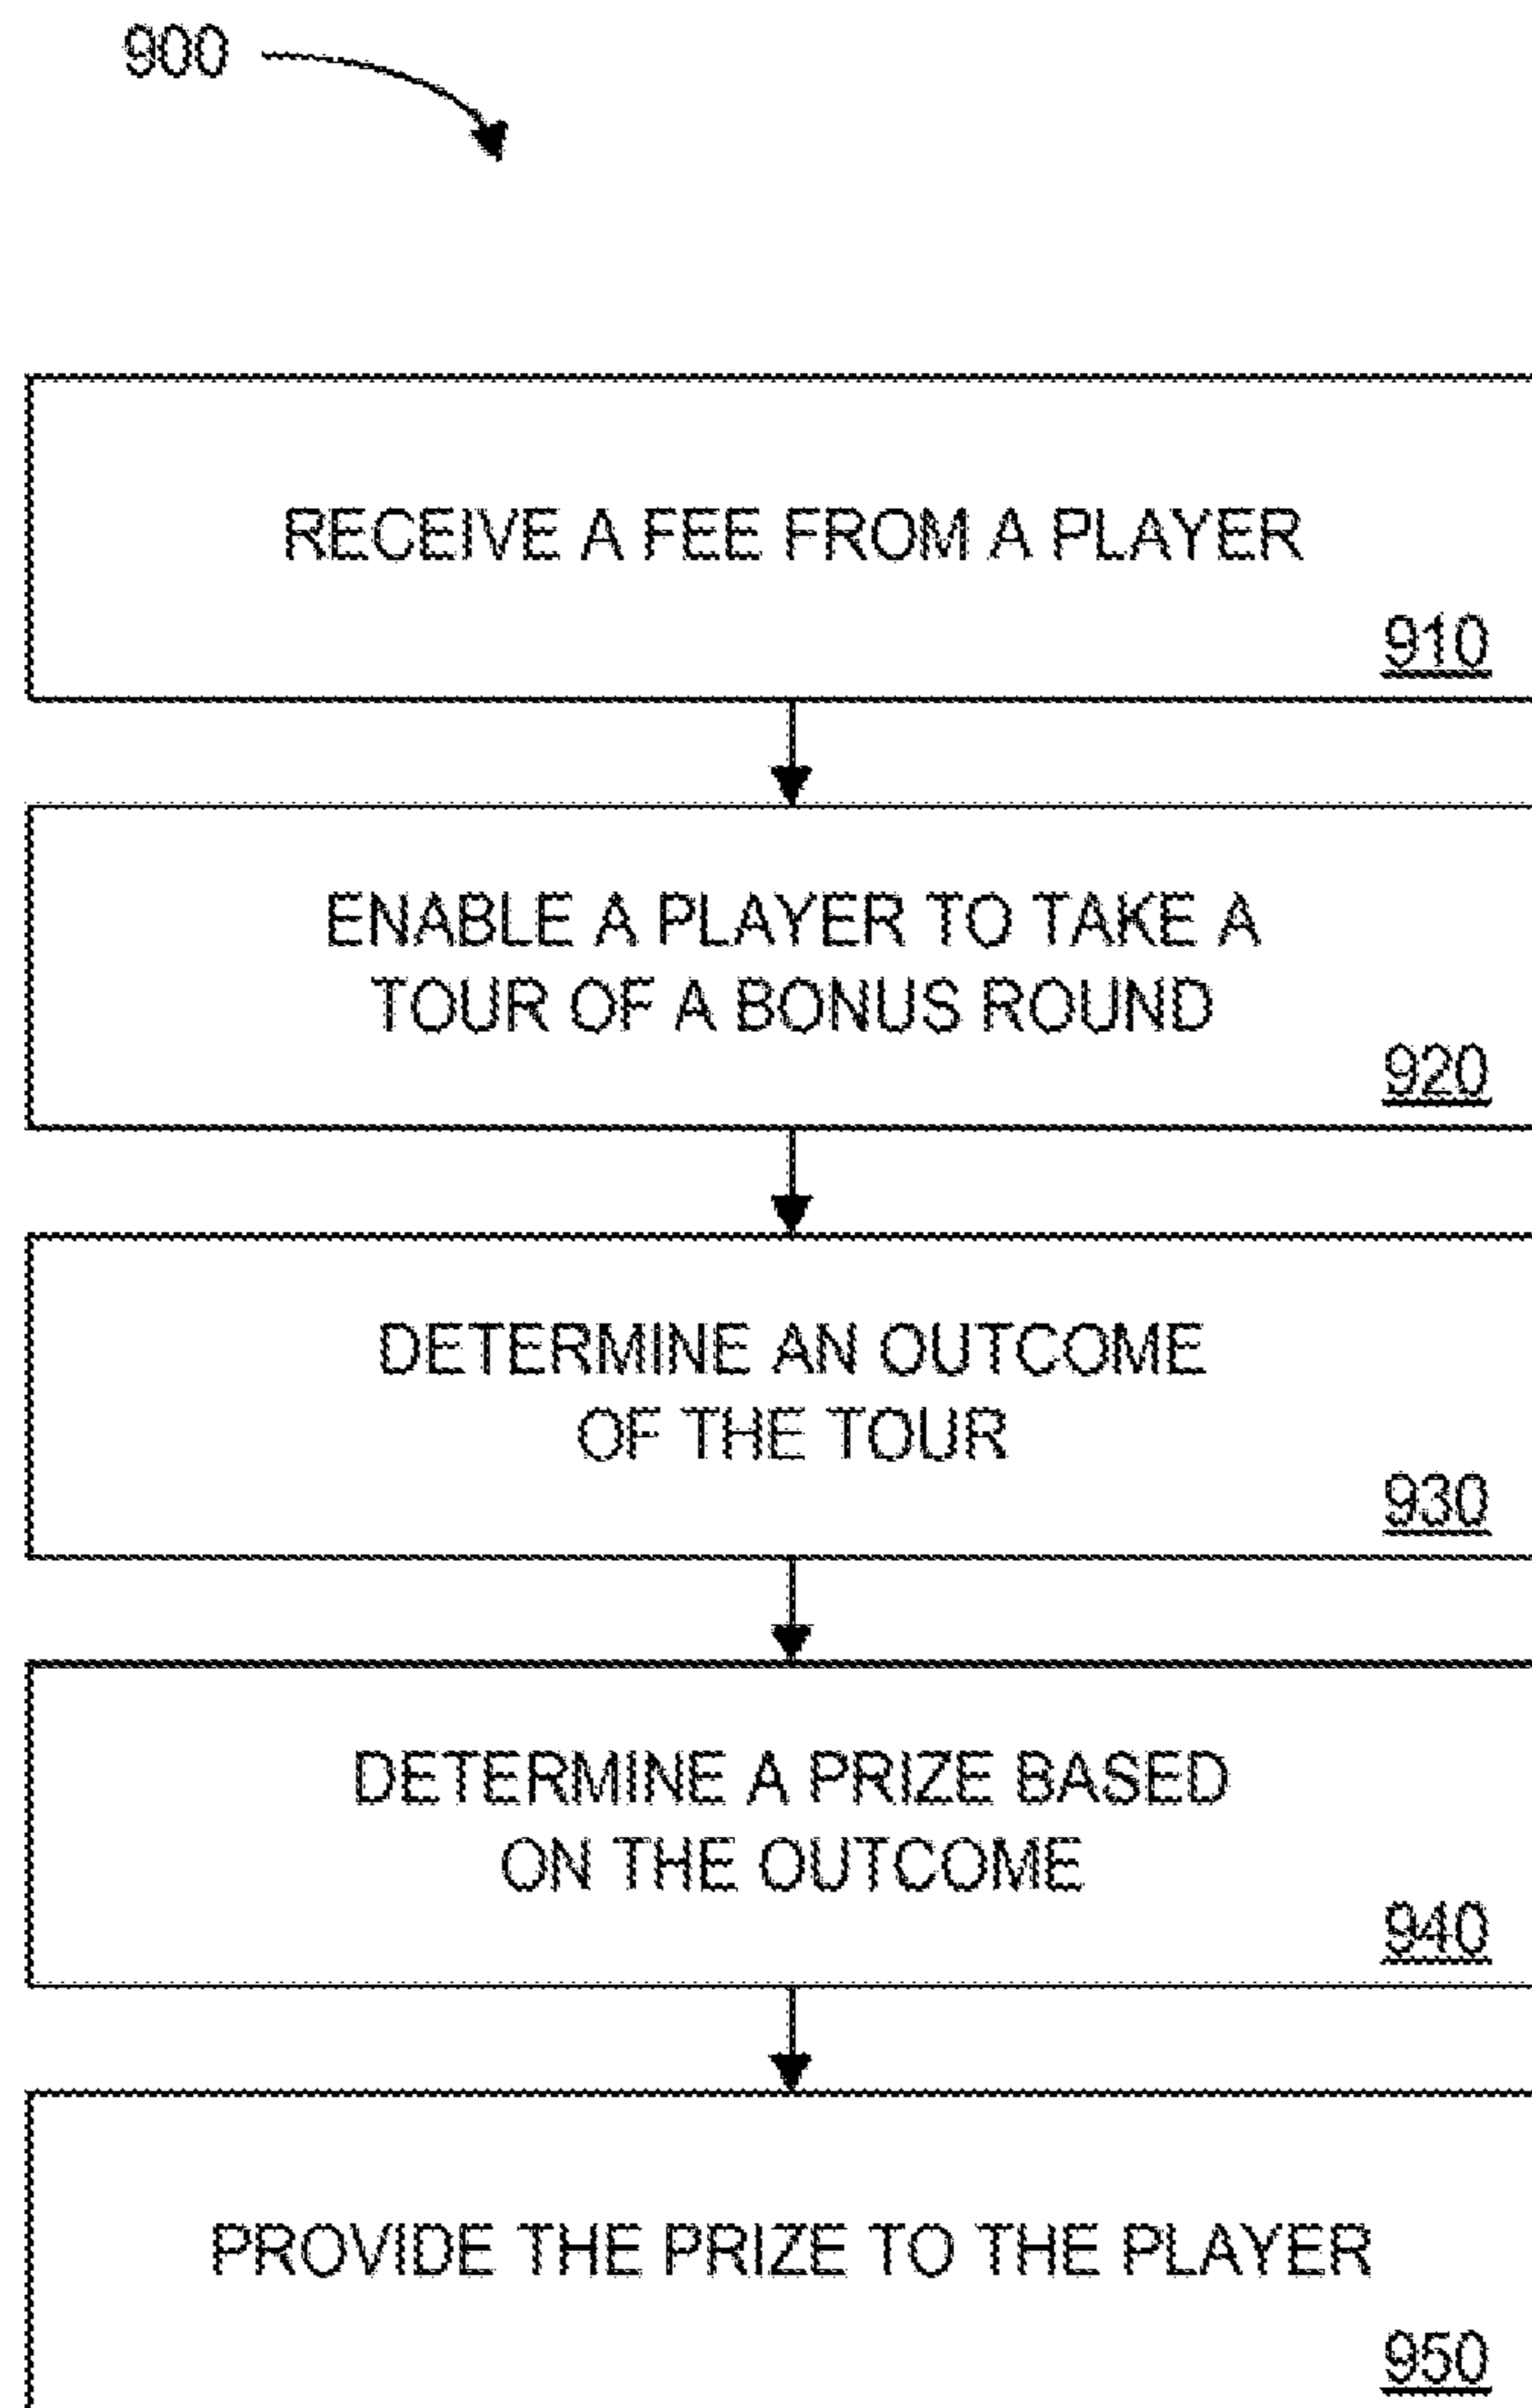 900
RECEIVE A FEE FROM A PLAYER
910
ENABLE A PLAYER TO TAKE A
TOUR OF A BONUS ROUND
920
DETERMINE AN OUTCOME
OF THE TOUR
930
DETERMINE A PRIZE BASED
ON THE OUTCOME
940
PROVIDE THE PRIZE TO THE PLAYER
950